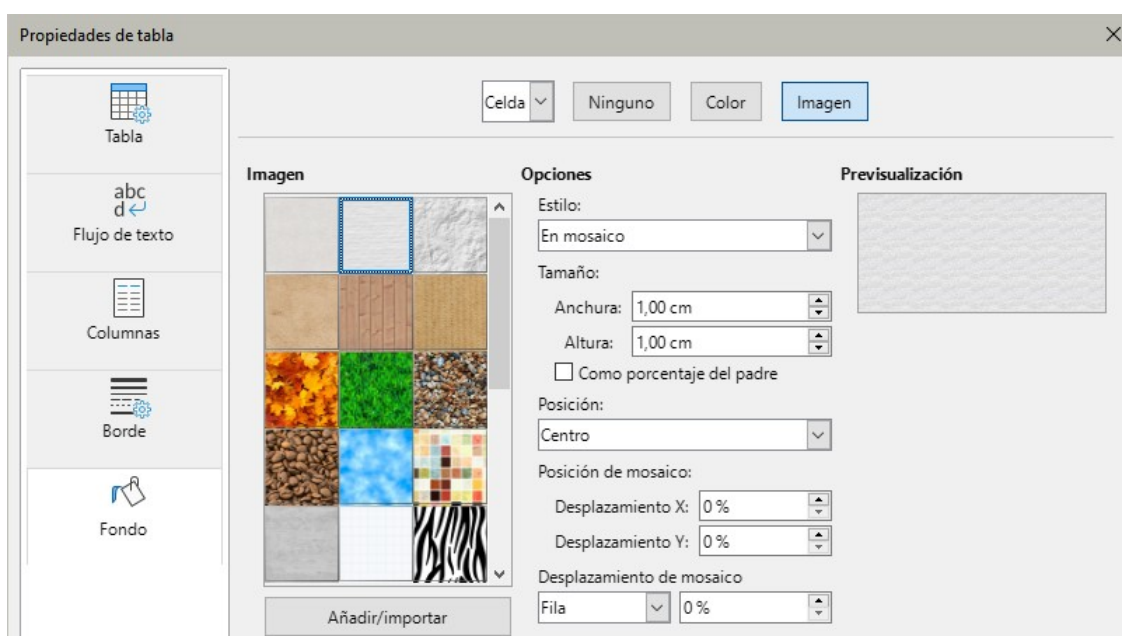 Propiedades de tabla
Tabla
abc
d
Flujo de texto
Columnas
Borde
Fondo
Celda Ninguno Color Imagen
Imagen
Añadir/importar
Opciones
Estilo:
En mosaico
Tamaño:
Anchura: 1,00 cm
Altura: 1,00 cm
Como porcentaje del padre
Posición:
Centro
Posición de mosaico:
Desplazamiento X: 0 %
Desplazamiento Y: 0 %
Desplazamiento de mosaico
Fila 0 %
Previsualización